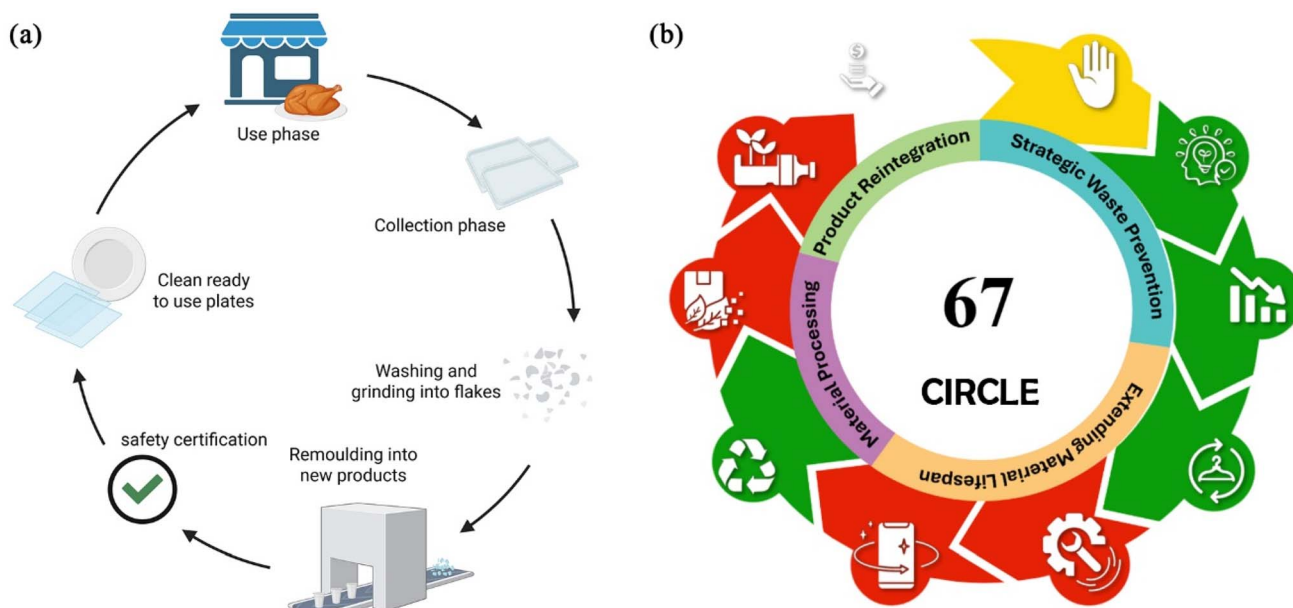 (a)
Use phase
Collection phase
Washing and
grinding into flakes
Remoulding into
new products
safety certification
Clean ready
to use plates
(b)
Strategic Waste Prevention
Extending Material Lifespan
Material Processing
Product Reintegration
67
CIRCLE
$